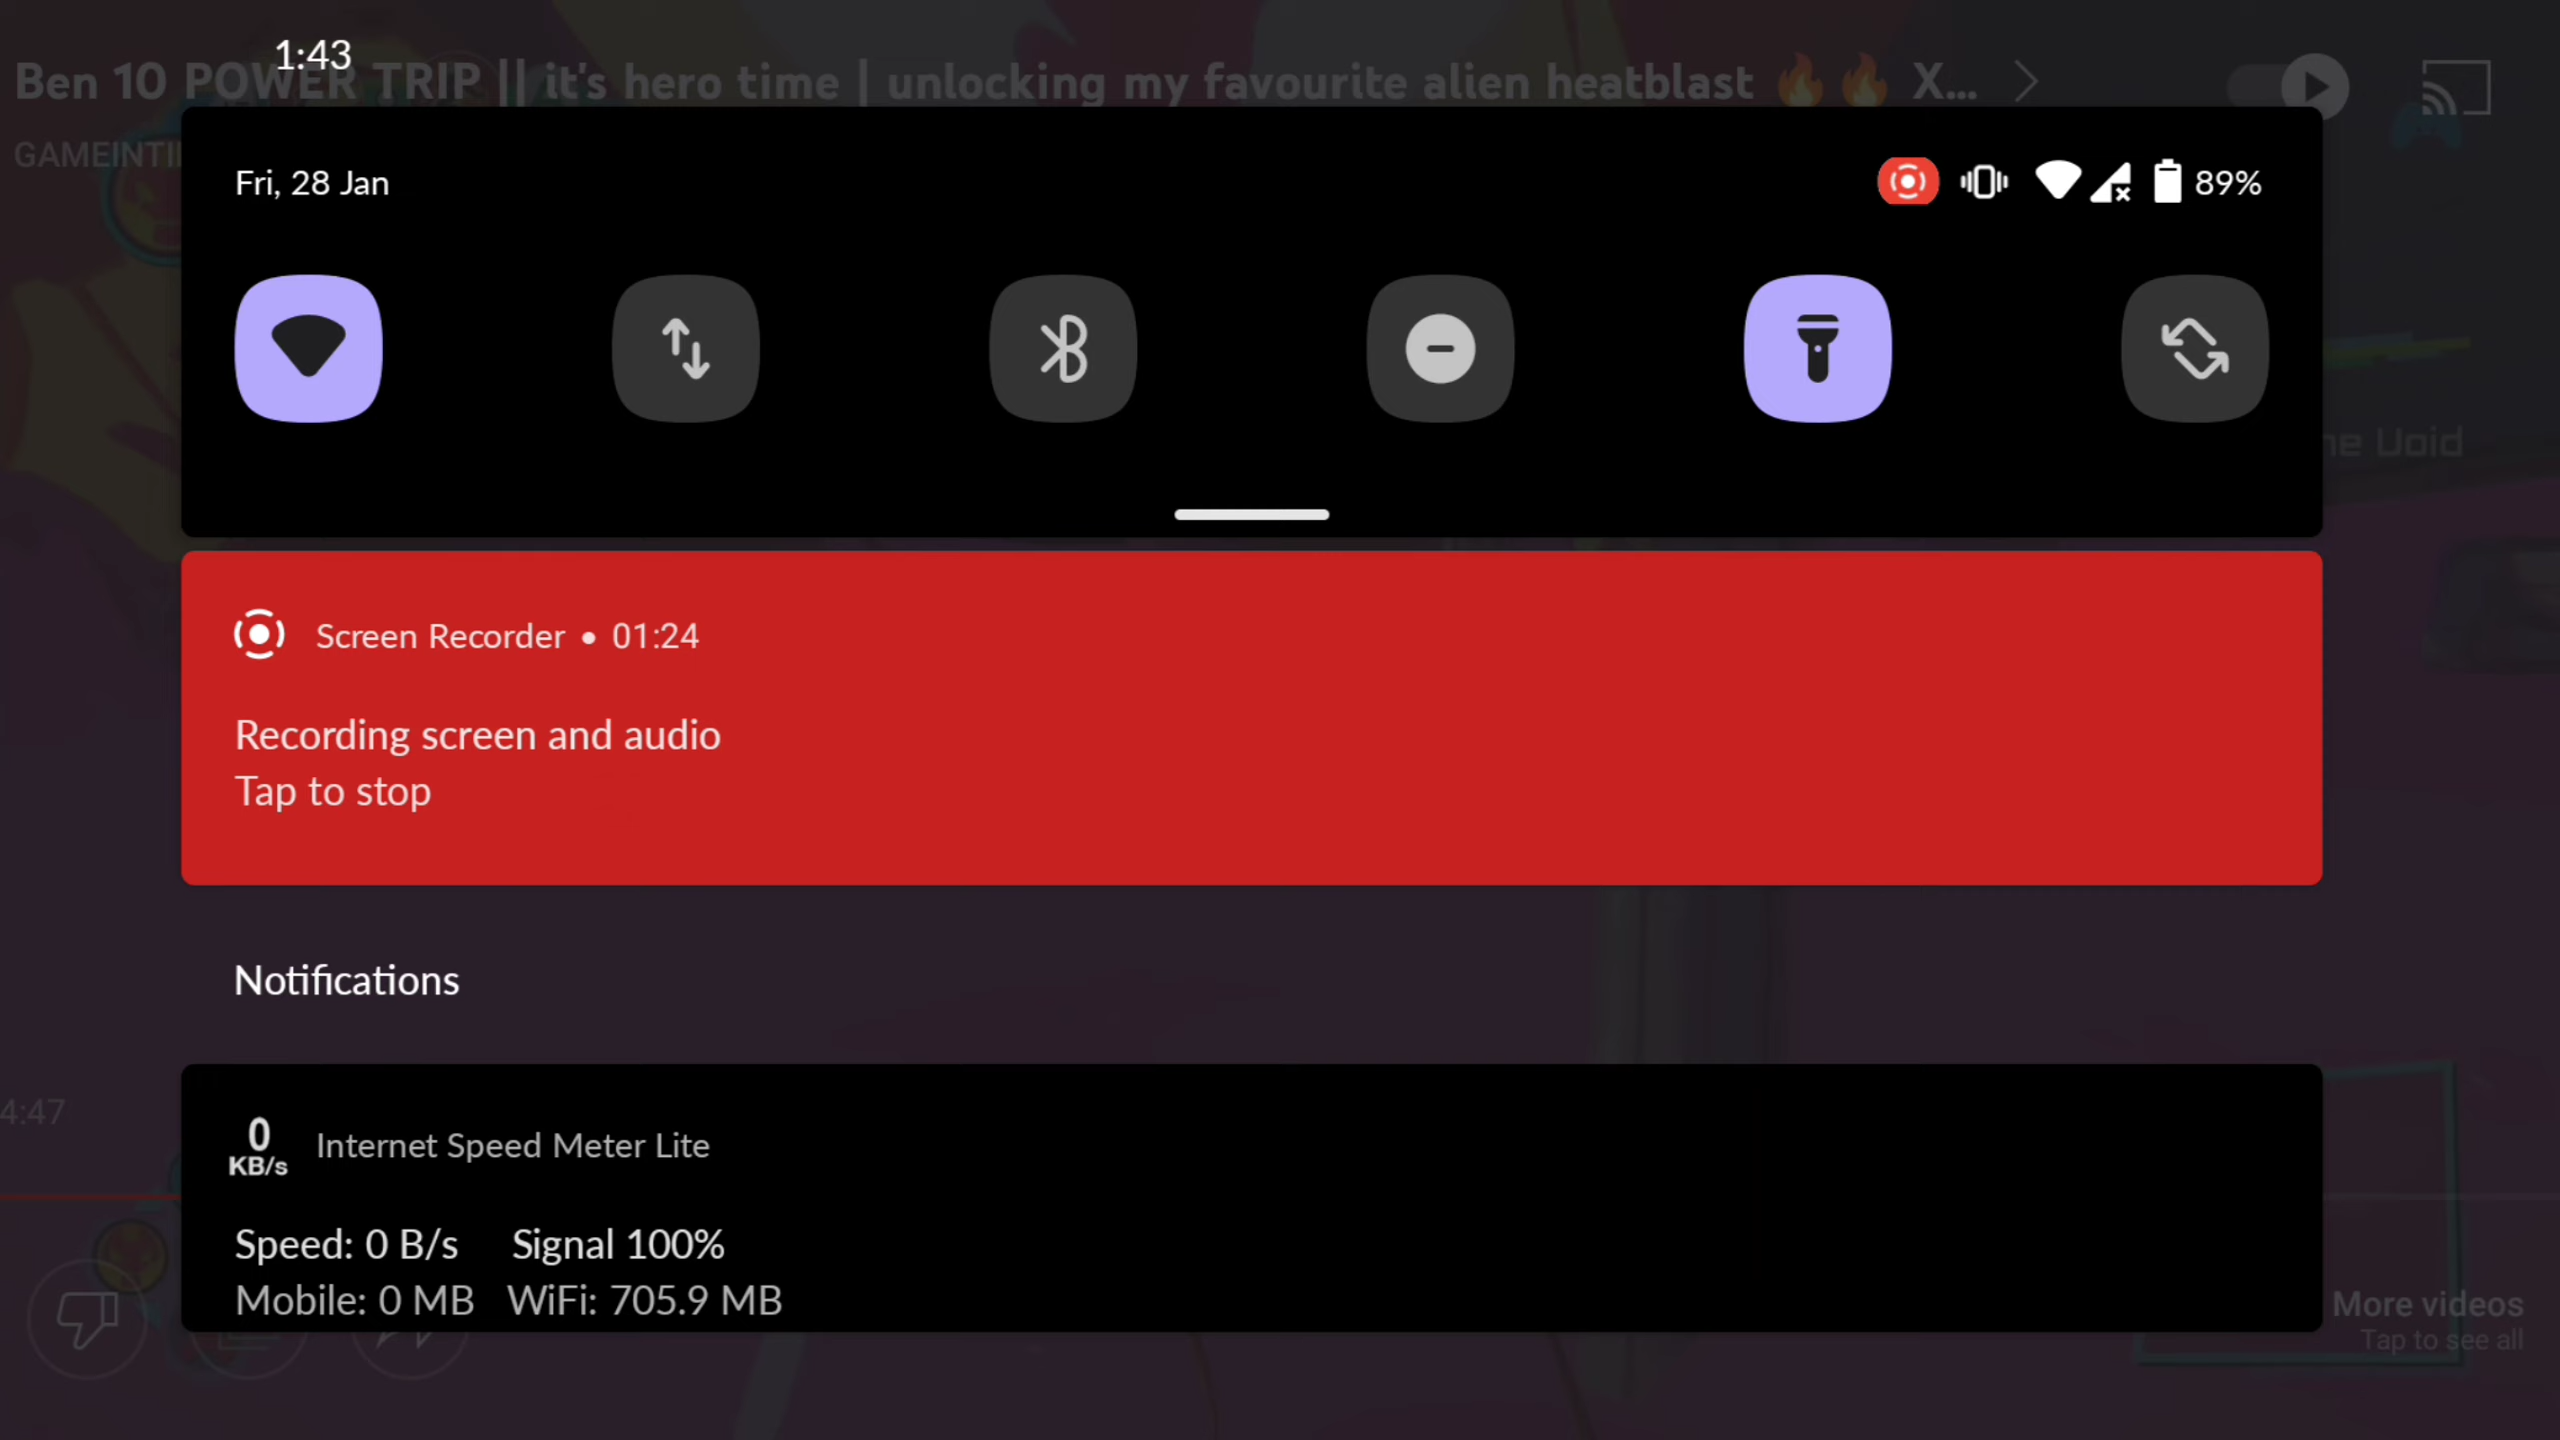 1:43
Ben 10 POWER TRIP || it's hero time | unlocking my favourite alien heatblast 🔥🔥 X...
Fri, 28 Jan
89%
Screen Recorder • 01:24
Recording screen and audio
Tap to stop
Notifications
4:47
0
KB/s
Internet Speed Meter Lite
Speed: 0 B/s Signal 100%
Mobile: 0 MB WiFi: 705.9 MB
More videos
Tap to see all